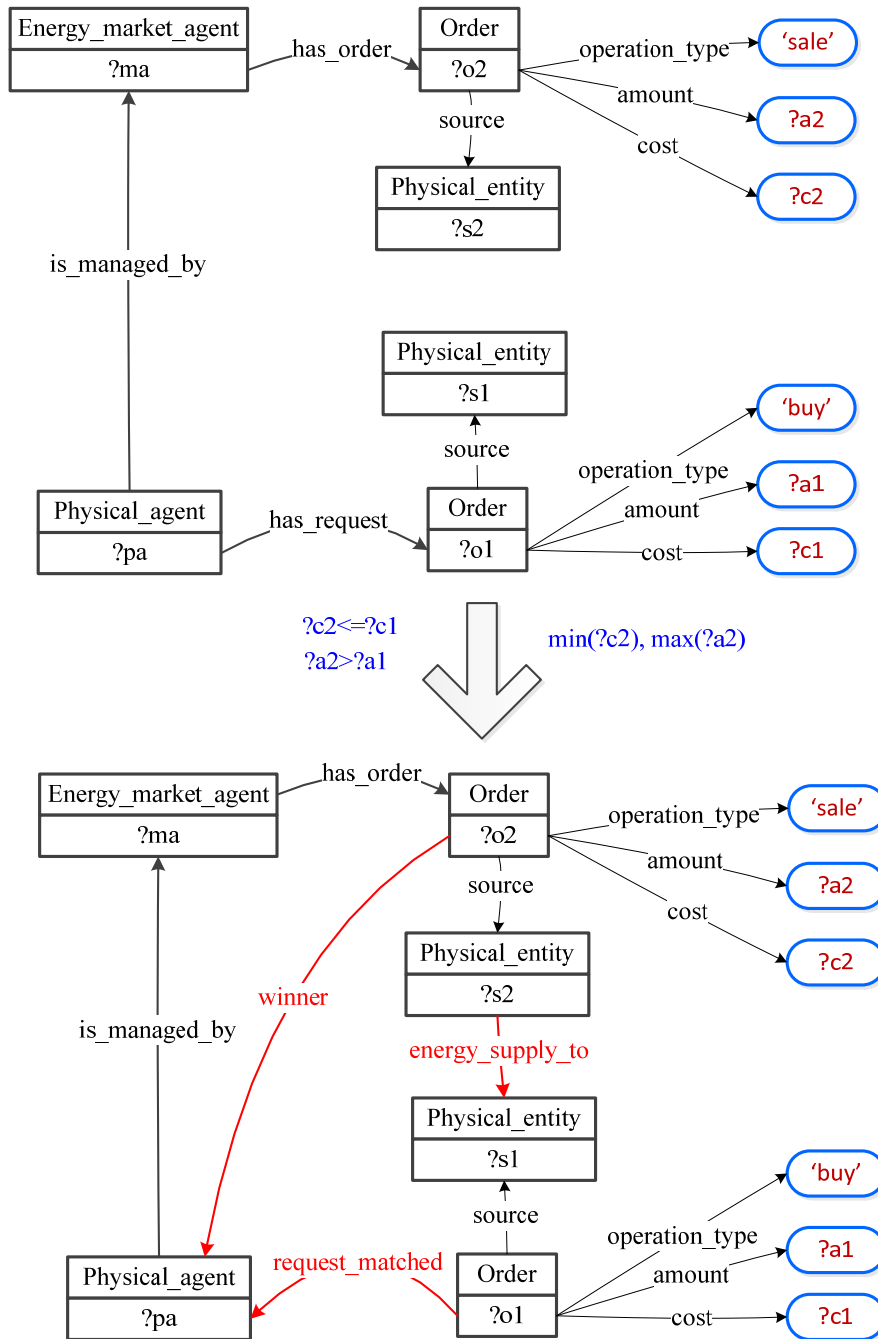 Energy_market_agent
?ma
has_order
Order
?o2
operation_type
'sale'
amount
?a2
cost
?c2
source
Physical_entity
?s2
is_managed_by
Physical_entity
?s1
source
Physical_agent
?pa
has_request
Order
?o1
operation_type
'buy'
amount
?a1
cost
?c1
?c2<=?c1
?a2>?a1
min(?c2), max(?a2)
Energy_market_agent
?ma
has_order
Order
?o2
operation_type
'sale'
amount
?a2
cost
?c2
source
Physical_entity
?s2
winner
is_managed_by
energy_supply_to
Physical_entity
?s1
source
Physical_agent
?pa
request_matched
Order
?o1
operation_type
'buy'
amount
?a1
cost
?c1